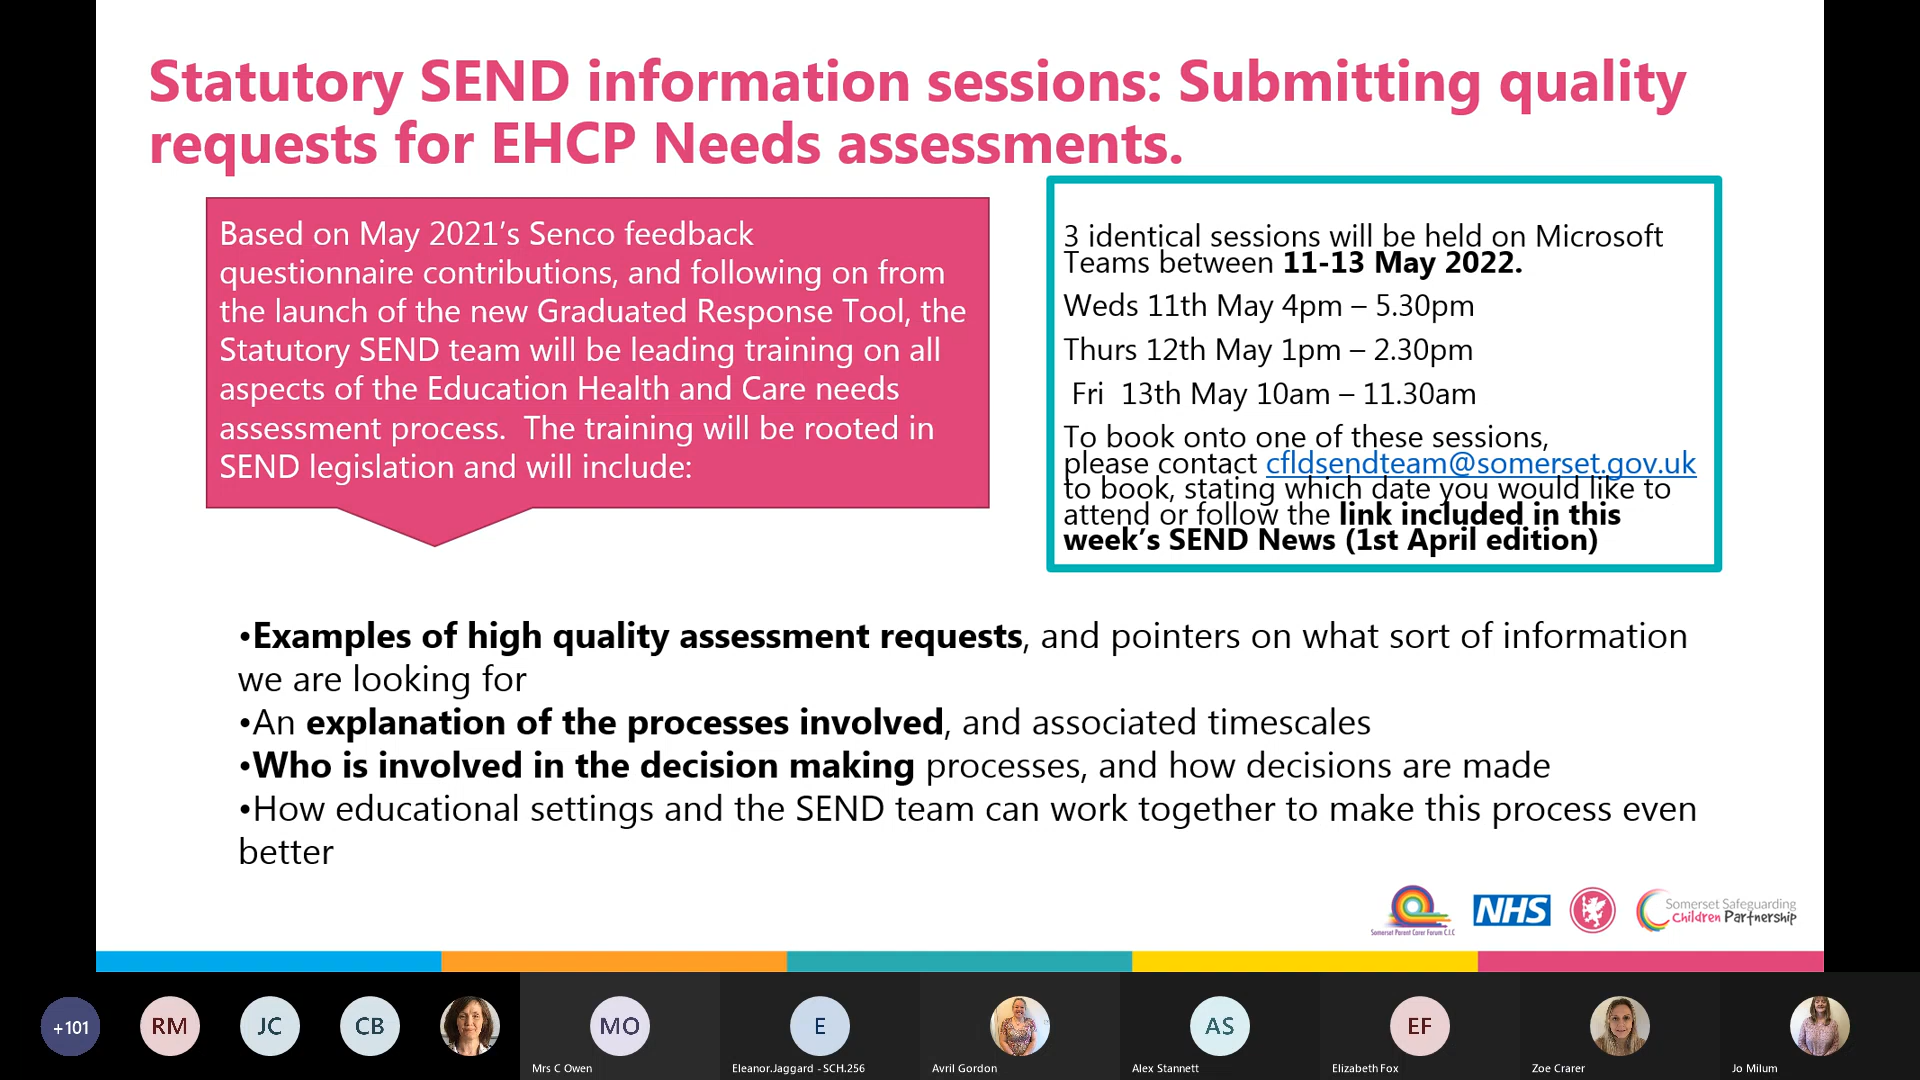 Statutory SEND information sessions: Submitting quality
requests for EHCP Needs assessments.
Based on May 2021’s Senco feedback
questionnaire contributions, and following on from
the launch of the new Graduated Response Tool, the
Statutory SEND team will be leading training on all
aspects of the Education Health and Care needs
assessment process.  The training will be rooted in
SEND legislation and will include:
3 identical sessions will be held on Microsoft
Teams between 11-13 May 2022.
Weds 11th May 4pm – 5.30pm
Thurs 12th May 1pm – 2.30pm
Fri  13th May 10am – 11.30am
To book onto one of these sessions,
please contact cfldsendteam@somerset.gov.uk
to book, stating which date you would like to
attend or follow the link included in this
week’s SEND News (1st April edition)
•Examples of high quality assessment requests, and pointers on what sort of information
we are looking for
•An explanation of the processes involved, and associated timescales
•Who is involved in the decision making processes, and how decisions are made
•How educational settings and the SEND team can work together to make this process even
better
Somerset Parent Carer Forum C.I.C
NHS
Somerset Safeguarding
Children Partnership
+101
RM
JC
CB
MO
E
AS
EF
Mrs C Owen
Eleanor.Jaggard - SCH.256
Avril Gordon
Alex Stannett
Elizabeth Fox
Zoe Crarer
Jo Milum